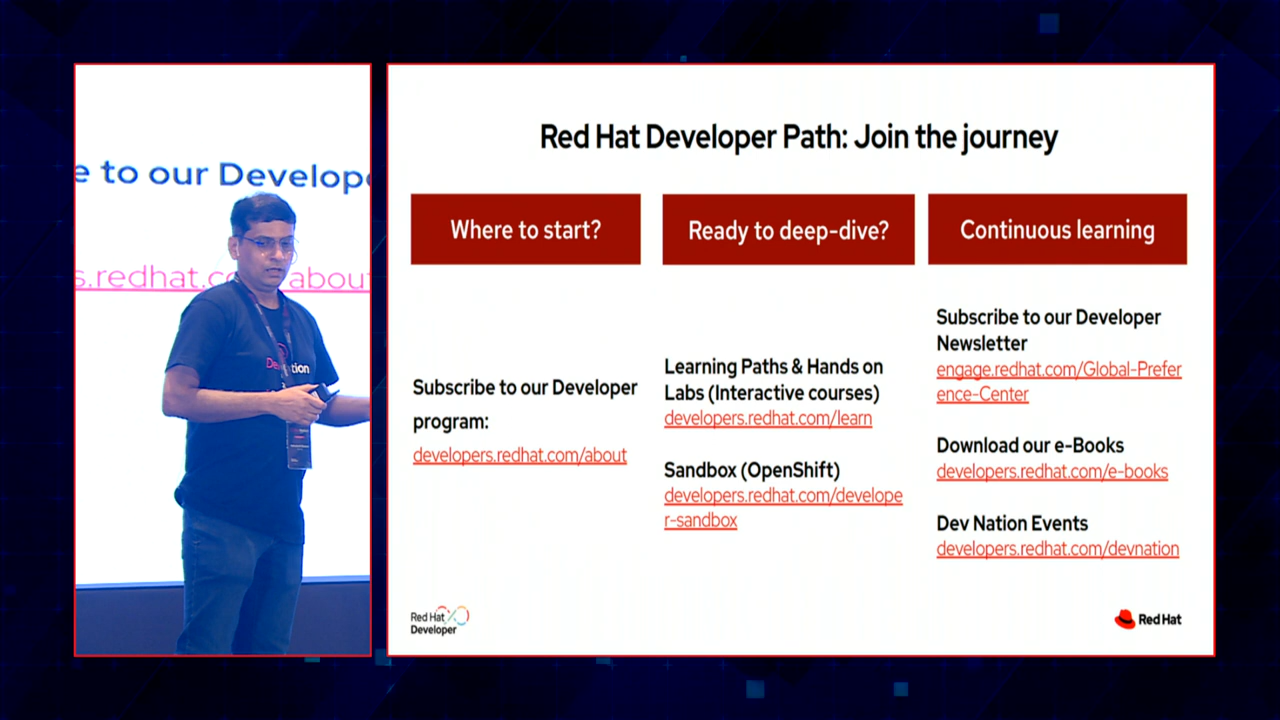 e to our Develop
s.redhat.co
about
Red Hat Developer Path: Join the journey
Where to start?
Ready to deep-dive?
Continuous learning
Subscribe to our Developer
program:
developers.redhat.com/about
Learning Paths & Hands on
Labs (Interactive courses)
developers.redhat.com/learn
Sandbox (OpenShift)
developers.redhat.com/develope
r-sandbox
Subscribe to our Developer
Newsletter
engage.redhat.com/Global-Prefer
ence-Center
Download our e-Books
developers.redhat.com/e-books
Dev Nation Events
developers.redhat.com/devnation
Red Hat
Developer
Red Hat